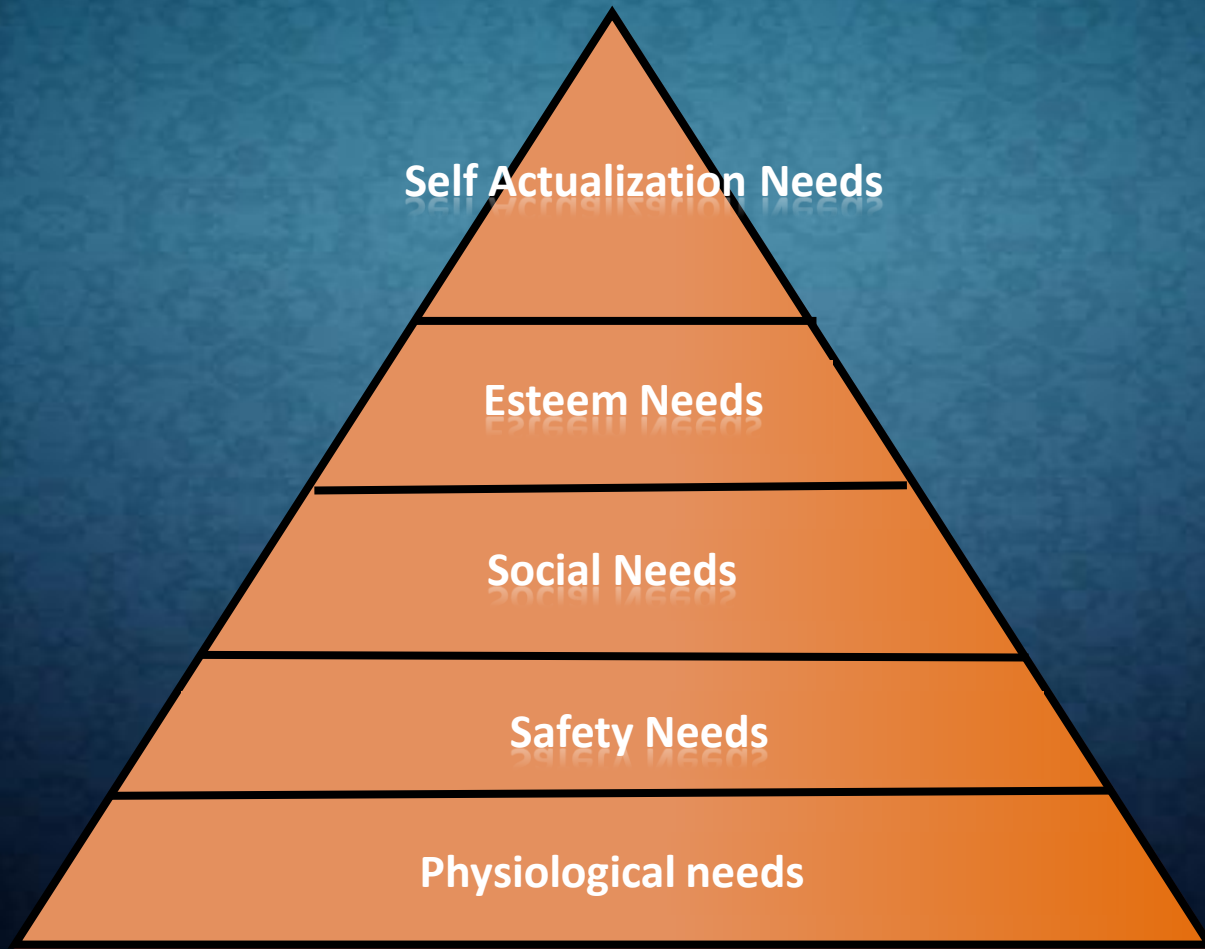 Self Actualization Needs
Esteem Needs
Social Needs
Safety Needs
Physiological needs